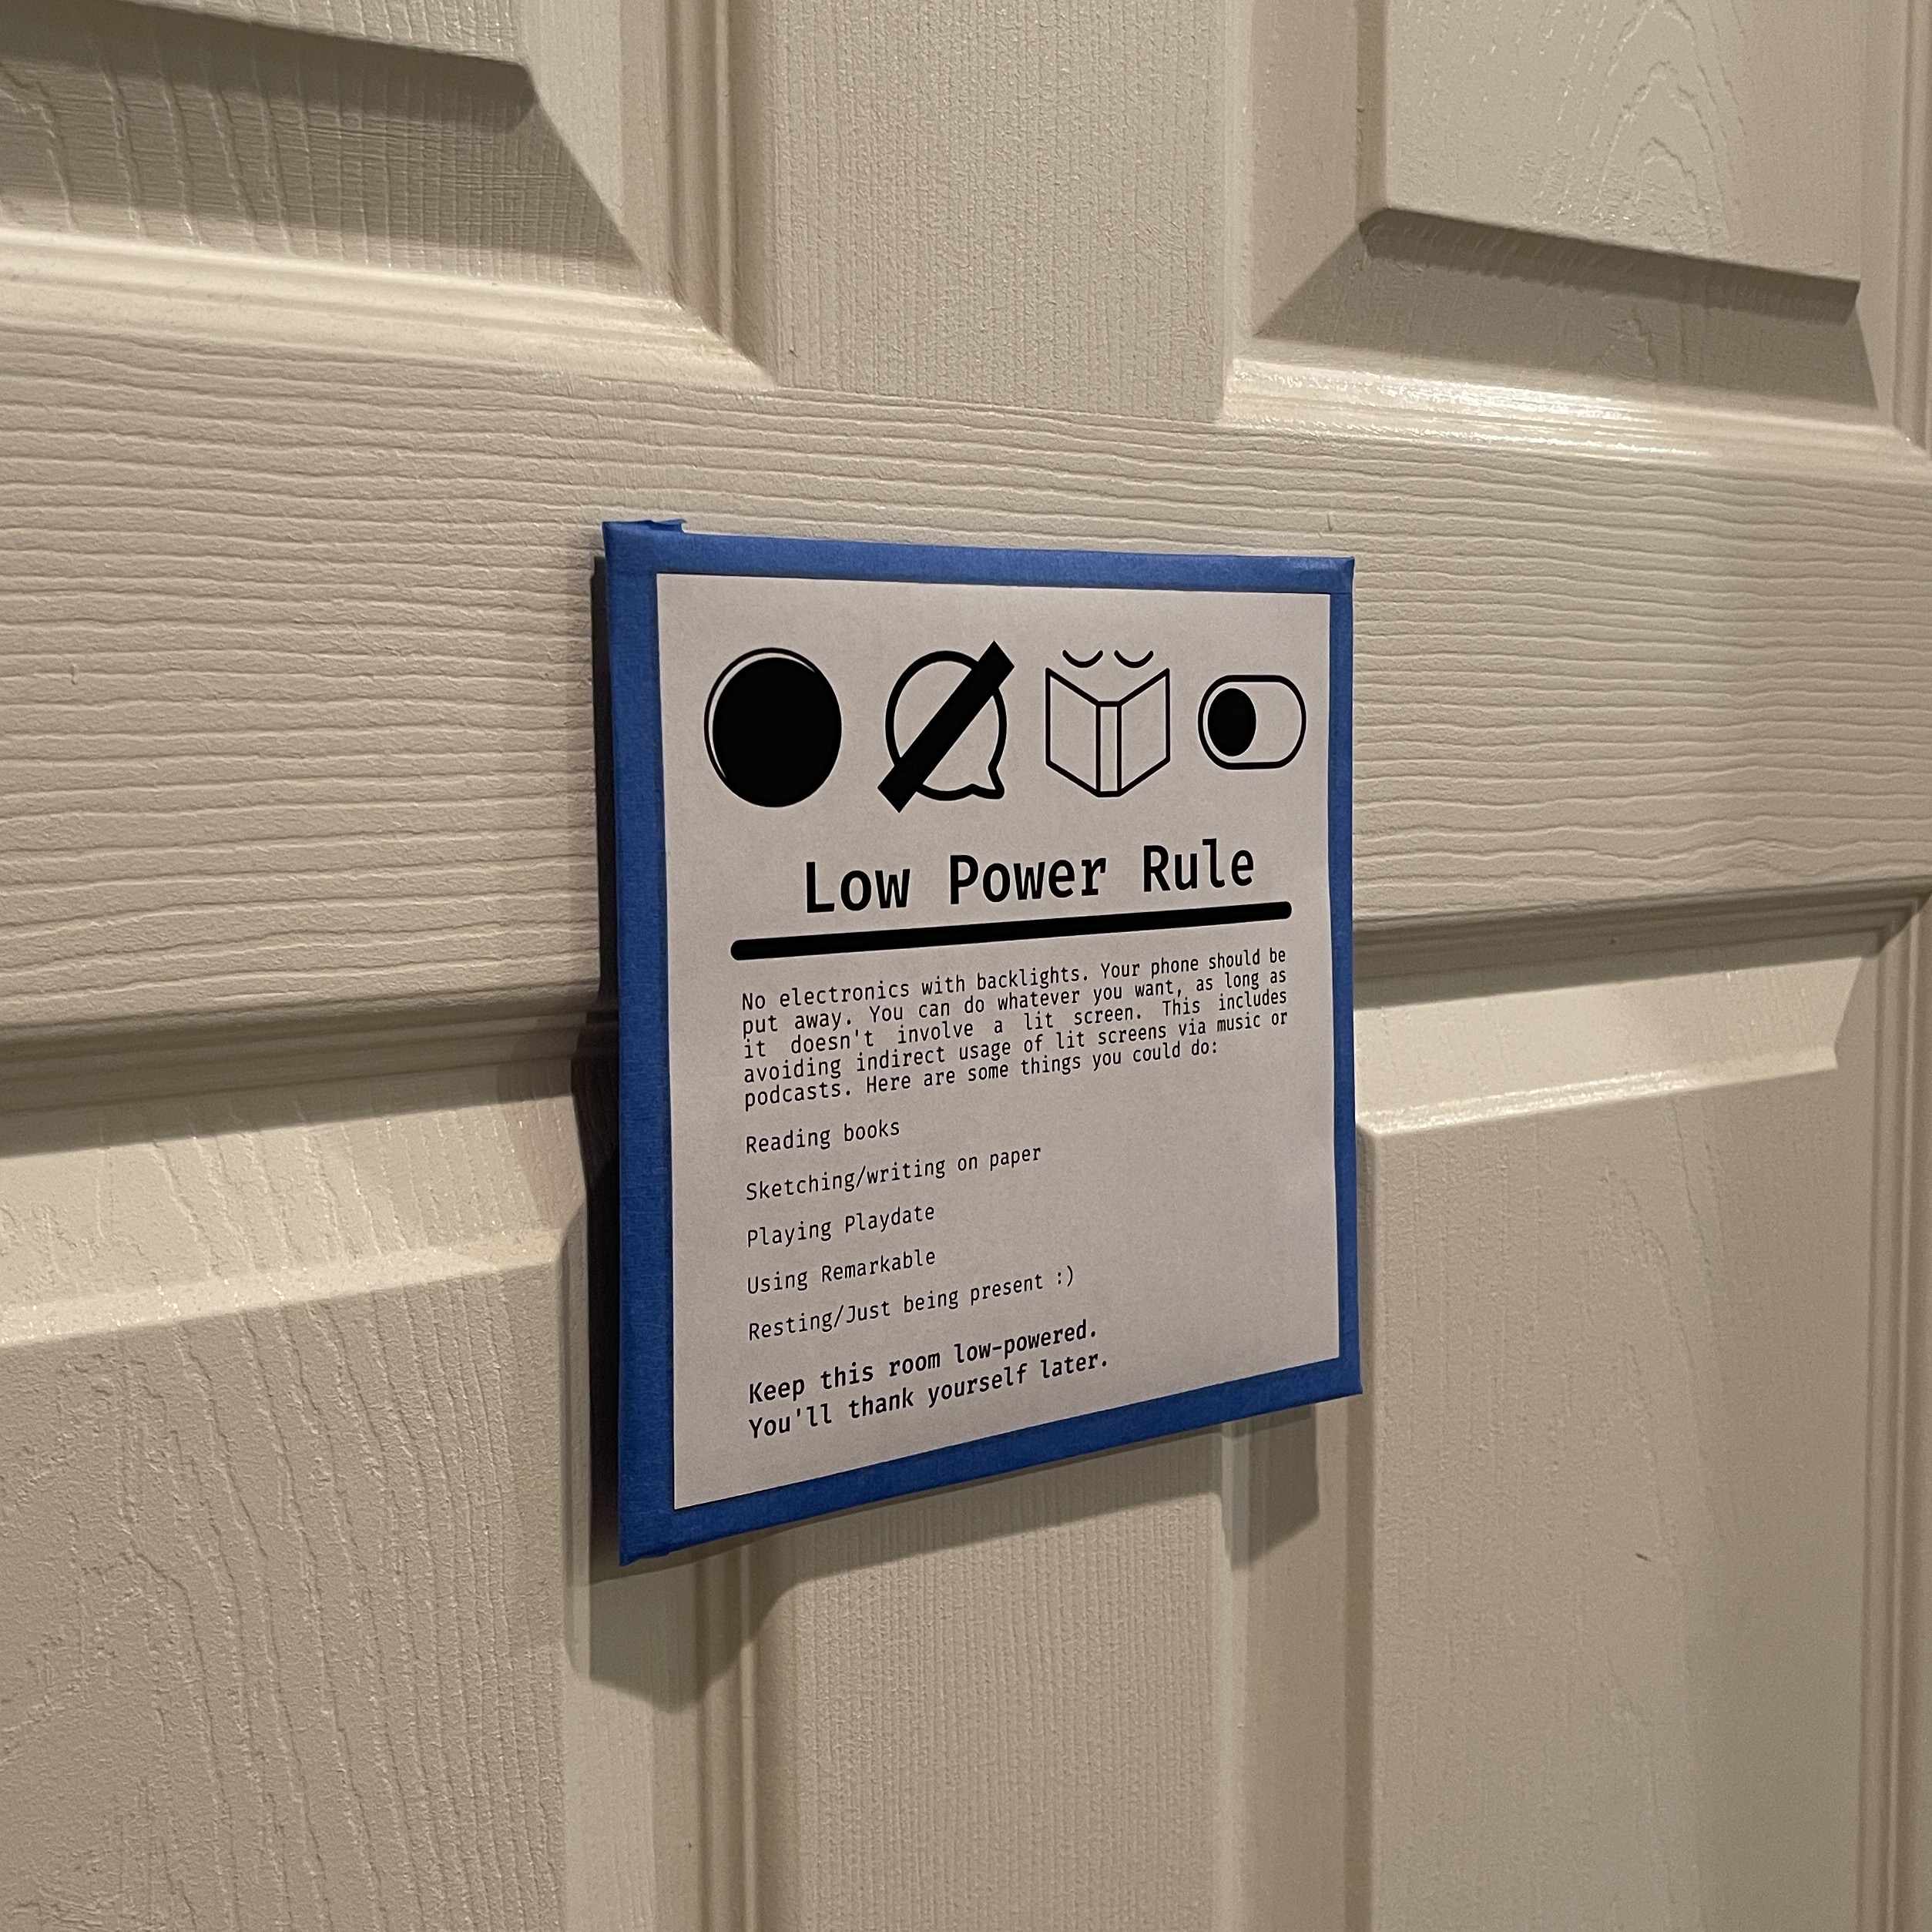 Low Power Rule
No electronics with backlights. Your phone should be
put away. You can do whatever you want, as long as
it doesn't involve a lit screen. This includes
avoiding indirect usage of lit screens via music or
podcasts. Here are some things you could do:
Reading books
Sketching/writing on paper
Playing Playdate
Using Remarkable
Resting/Just being present :)
Keep this room low-powered.
You'll thank yourself later.